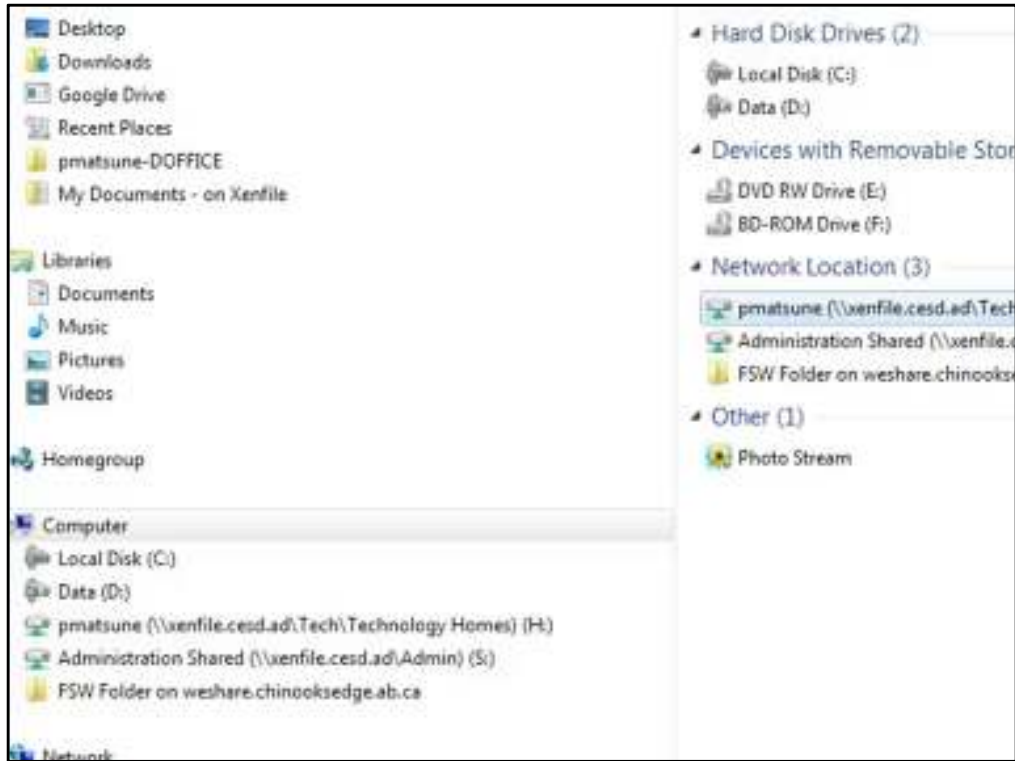 Desktop
Downloads
Google Drive
Recent Places
pmatsune-DOFFICE
My Documents - on Xenfile
Libraries
Documents
Music
Pictures
Videos
Homegroup
Computer
Local Disk (C:)
Data (D:)
pmatsune (\\xenfile.cesd.ad\Tech\Technology Homes) (H:)
Administration Shared (\\xenfile.cesd.ad\Admin) (S:)
FSW Folder on weshare.chinooksedge.ab.ca
Network
Hard Disk Drives (2)
Local Disk (C:)
Data (D:)
Devices with Removable Stor
DVD RW Drive (E:)
BD-ROM Drive (F:)
Network Location (3)
pmatsune (\\xenfile.cesd.ad\Tech
Administration Shared (\\xenfile.c
FSW Folder on weshare.chinookse
Other (1)
Photo Stream